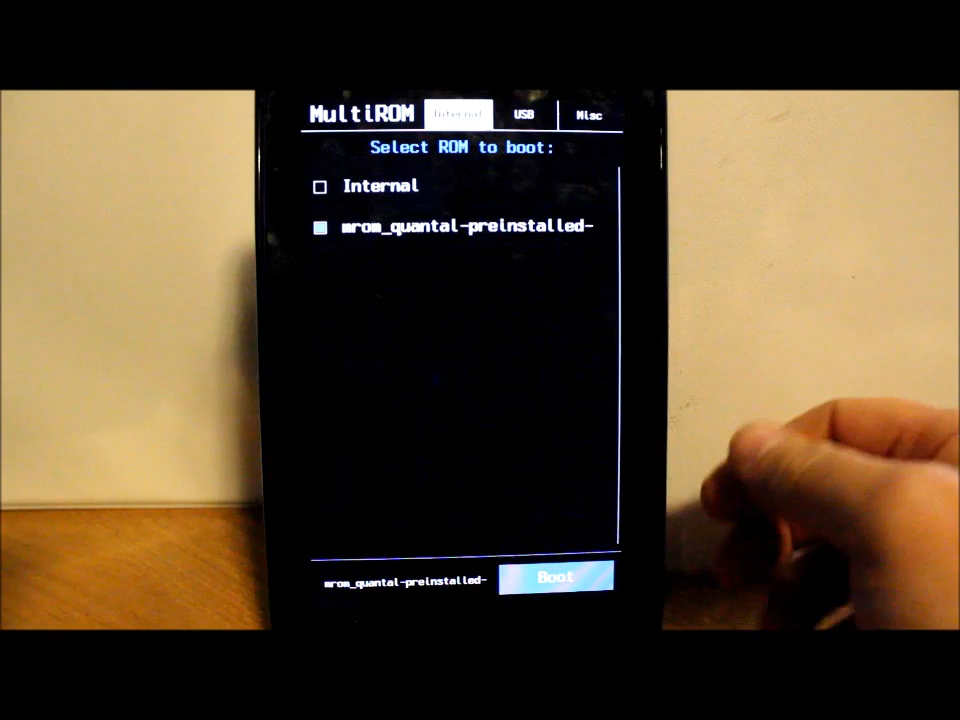 MultiROM Internal USB Misc
Select ROM to boot:
Internal
mrom_quantal-preinstalled-
mrom_quantal-preinstalled- Boot